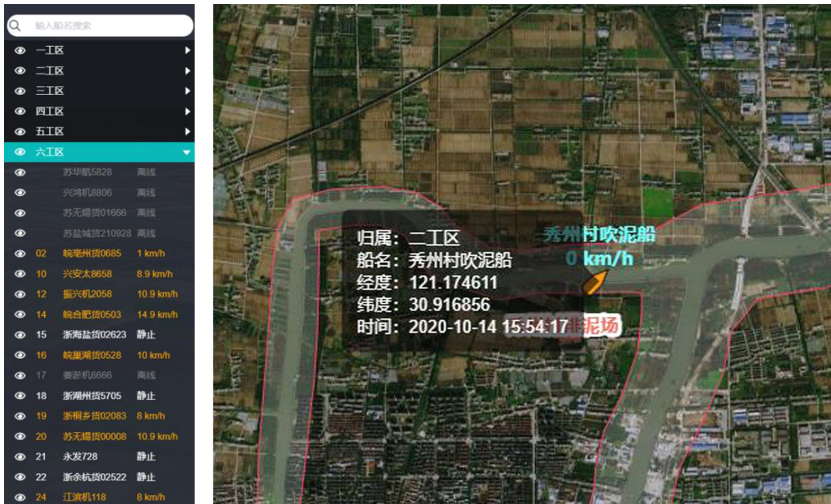 输入船名搜索
一工区
二工区
三工区
四工区
五工区
六工区
苏华航5828 离线
兴鸿机8806 离线
苏无锡货01666 离线
苏盐城货210928 离线
02 皖亳州货0685 1 km/h
10 兴安太8658 8.9 km/h
12 振兴机2058 10.9 km/h
14 皖合肥货0503 14.9 km/h
15 浙海盐货02623 静止
16 皖巢湖货0528 10 km/h
17 姜淤机6666 离线
18 浙湖州货5705 静止
19 浙桐乡货02083 8 km/h
20 苏无锡货00008 10.9 km/h
21 永发728 静止
22 浙余杭货02522 静止
24 江滨机118 8 km/h
秀州村吹泥船
0 km/h
归属：二工区
船名：秀州村吹泥船
经度：121.174611
纬度：30.916856
时间：2020-10-14 15:54:17
排泥场